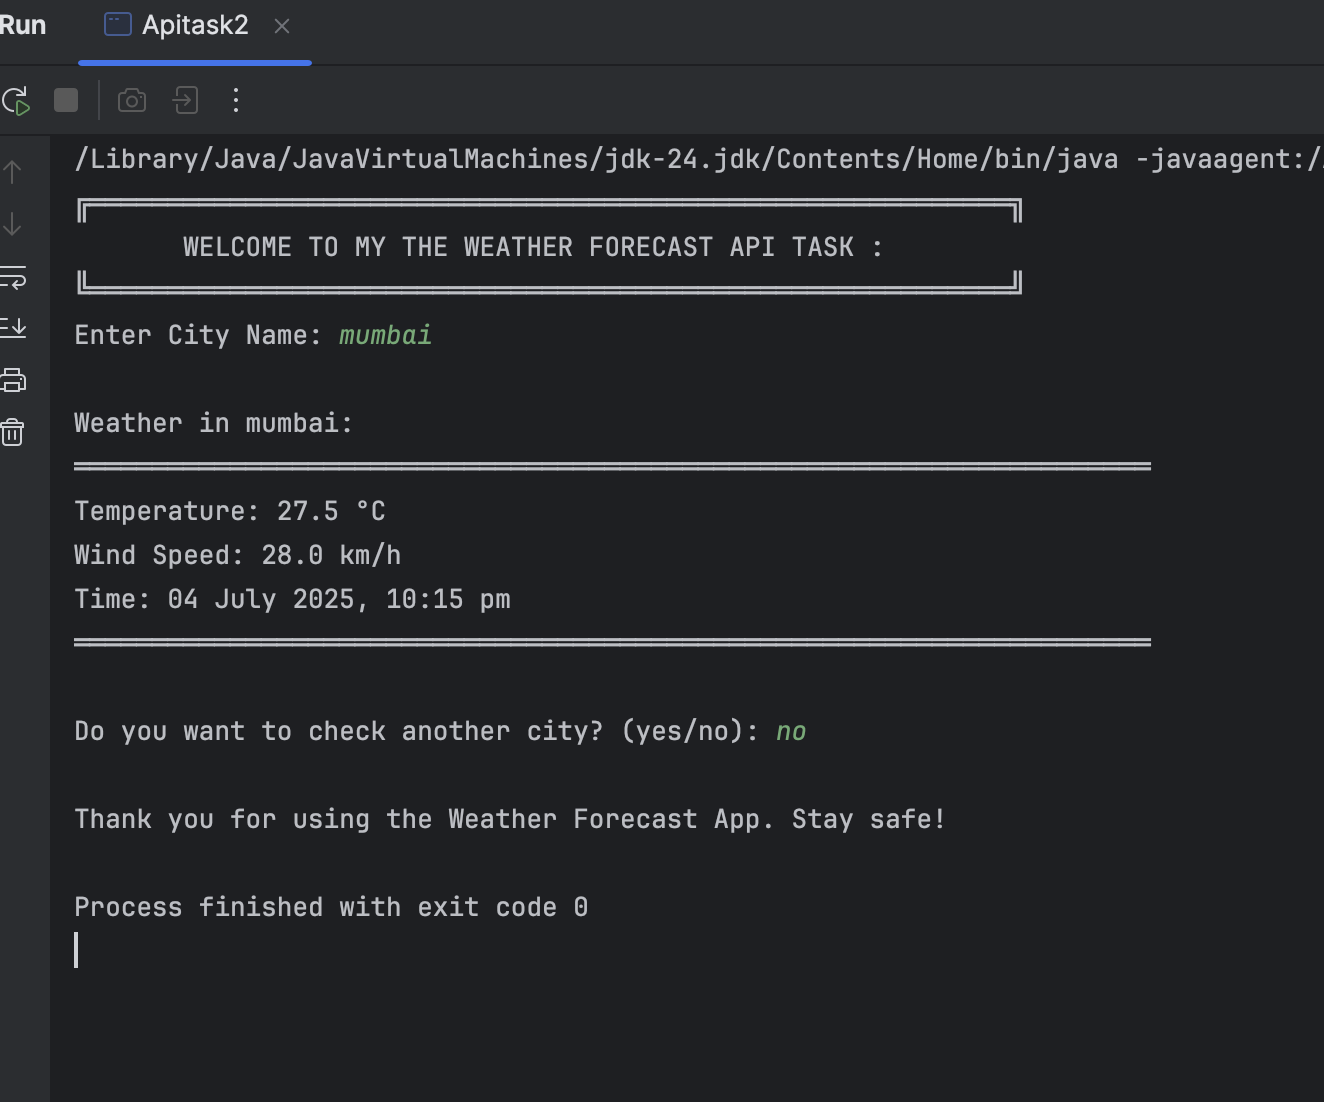 Run
Apitask2
/Library/Java/JavaVirtualMachines/jdk-24.jdk/Contents/Home/bin/java -javaagent:/
WELCOME TO MY THE WEATHER FORECAST API TASK :
Enter City Name: mumbai
Weather in mumbai:
Temperature: 27.5 °C
Wind Speed: 28.0 km/h
Time: 04 July 2025, 10:15 pm
Do you want to check another city? (yes/no): no
Thank you for using the Weather Forecast App. Stay safe!
Process finished with exit code 0